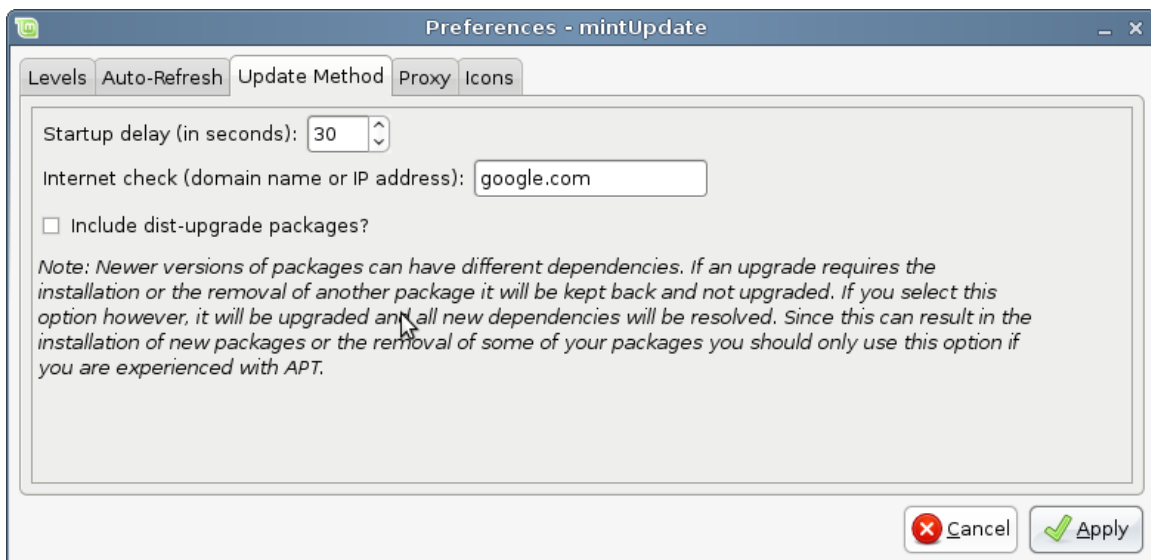 Preferences - mintUpdate
Levels Auto-Refresh Update Method Proxy Icons
Startup delay (in seconds): 30
Internet check (domain name or IP address): google.com
Include dist-upgrade packages?
Note: Newer versions of packages can have different dependencies. If an upgrade requires the
installation or the removal of another package it will be kept back and not upgraded. If you select this
option however, it will be upgraded and all new dependencies will be resolved. Since this can result in the
installation of new packages or the removal of some of your packages you should only use this option if
you are experienced with APT.
Cancel Apply